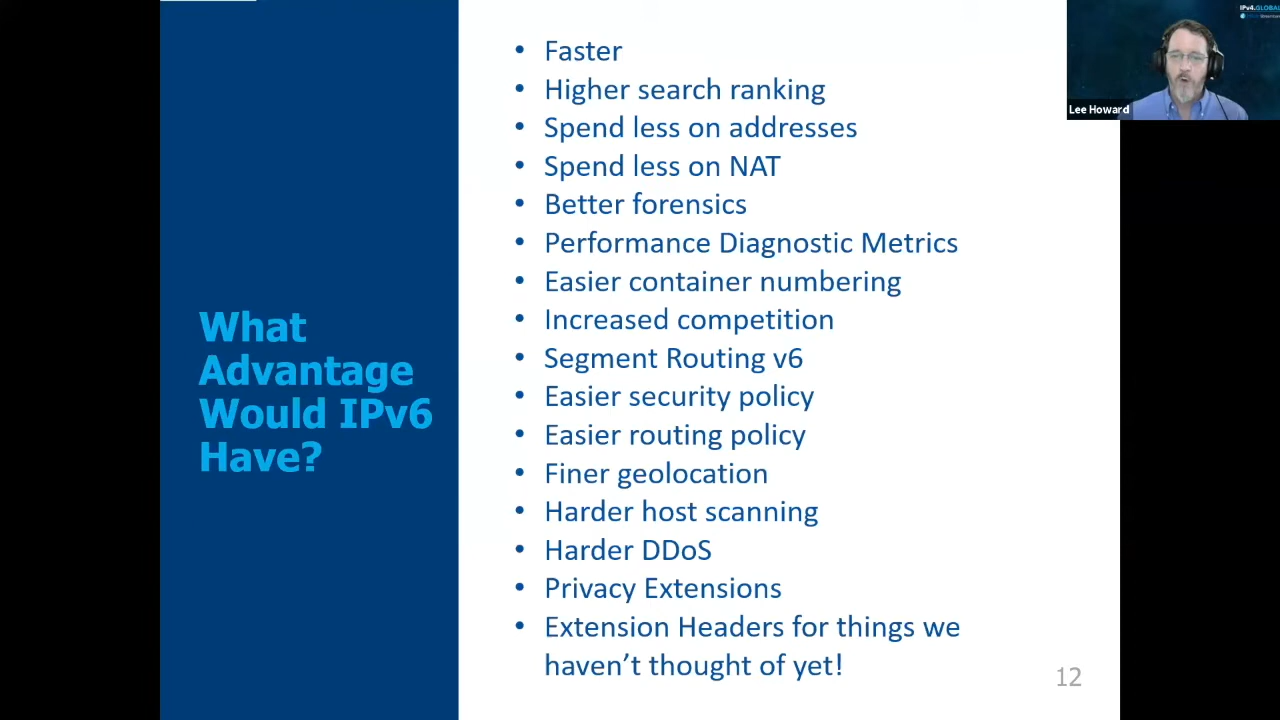 What
Advantage
Would IPv6
Have?
• Faster
• Higher search ranking
• Spend less on addresses
• Spend less on NAT
• Better forensics
• Performance Diagnostic Metrics
• Easier container numbering
• Increased competition
• Segment Routing v6
• Easier security policy
• Easier routing policy
• Finer geolocation
• Harder host scanning
• Harder DDoS
• Privacy Extensions
• Extension Headers for things we
haven't thought of yet!
12
IPv4.GLOBAL
Lee Howard